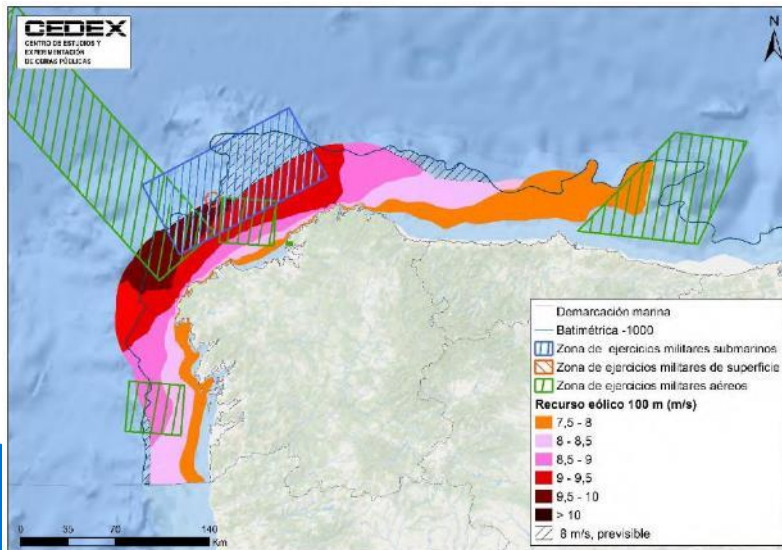 CEDEX
CENTRO DE ESTUDIOS Y
EXPERIMENTACIÓN
DE OBRAS PÚBLICAS
N
Demarcación marina
Batimétrica -1000
Zona de ejercicios militares submarinos
Zona de ejercicios militares de superficie
Zona de ejercicios militares aéreos
Recurso eólico 100 m (m/s)
7,5 - 8
8 - 8,5
8,5 - 9
9 - 9,5
9,5 - 10
> 10
8 m/s, previsible
0 35 70 140
Km